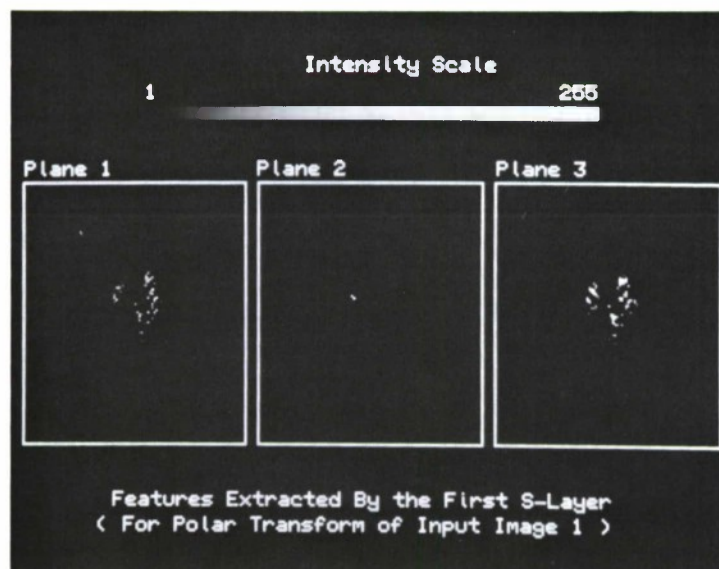 Intensity Scale
1 255
Plane 1 Plane 2 Plane 3
Features Extracted By the First S-Layer
( For Polar Transform of Input Image 1 )